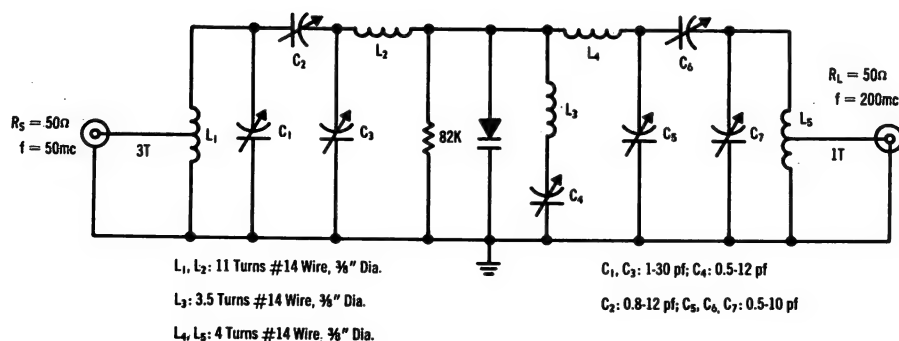 C₂
L₂
L₄
C₆
R_S = 50Ω
f = 50mc
3T
L₁
C₁
C₃
82K
L₃
C₄
C₅
C₇
L₅
1T
R_L = 50Ω
f = 200mc
L₁, L₂: 11 Turns #14 Wire, ⅜" Dia.
L₃: 3.5 Turns #14 Wire, ⅜" Dia.
L₄, L₅: 4 Turns #14 Wire. ⅜" Dia.
C₁, C₃: 1-30 pf; C₄: 0.5-12 pf
C₂: 0.8-12 pf; C₅, C₆, C₇: 0.5-10 pf